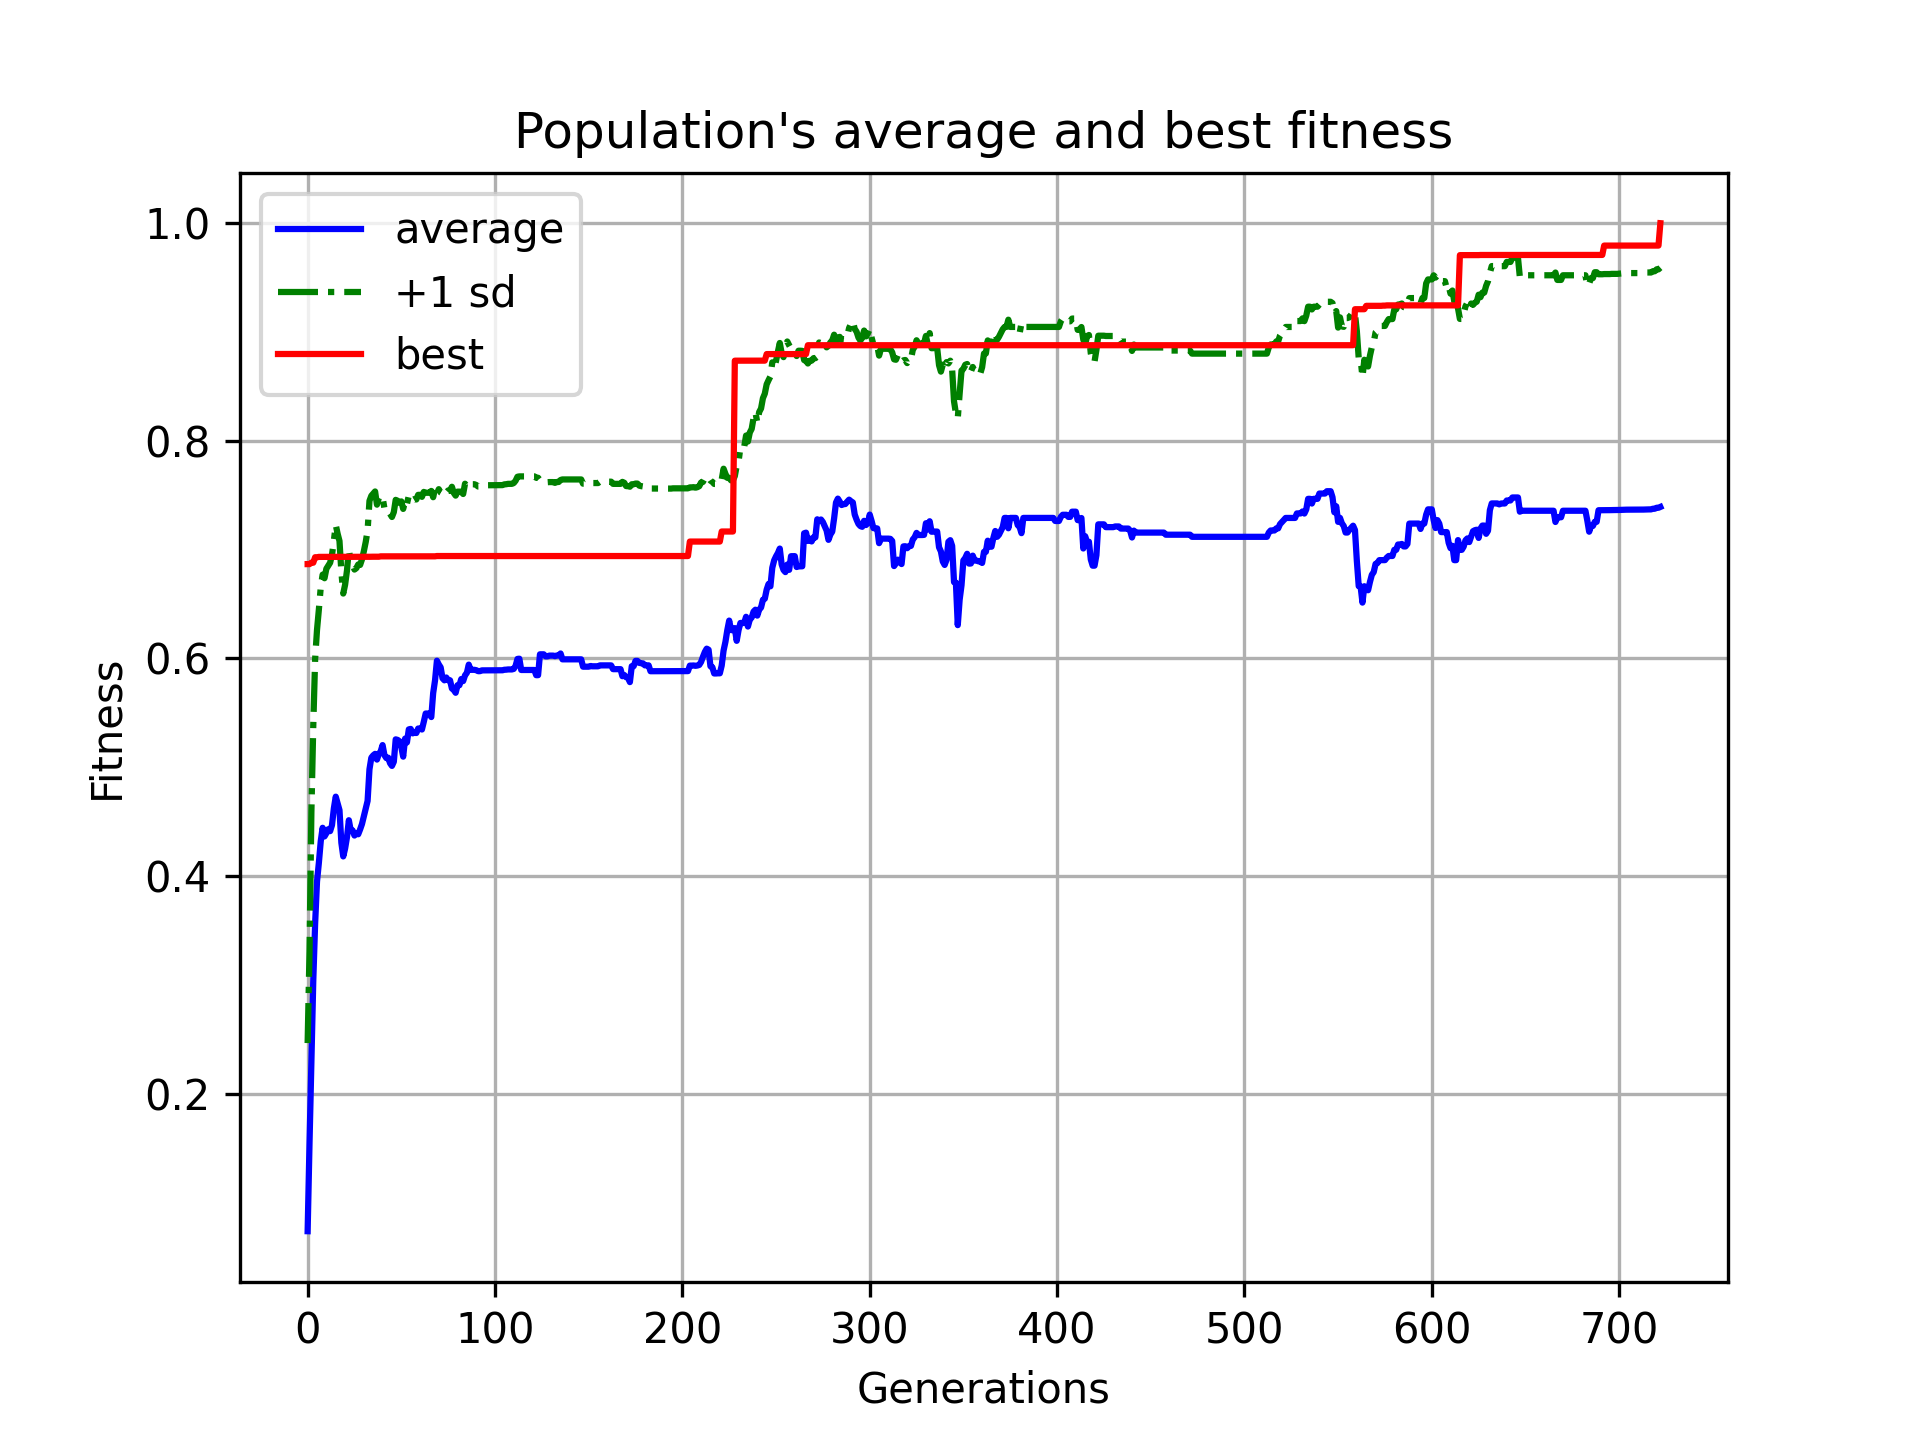 Population's average and best fitness
average
+1 sd
best
1.0
0.8
0.6
0.4
0.2
Fitness
0 100 200 300 400 500 600 700
Generations